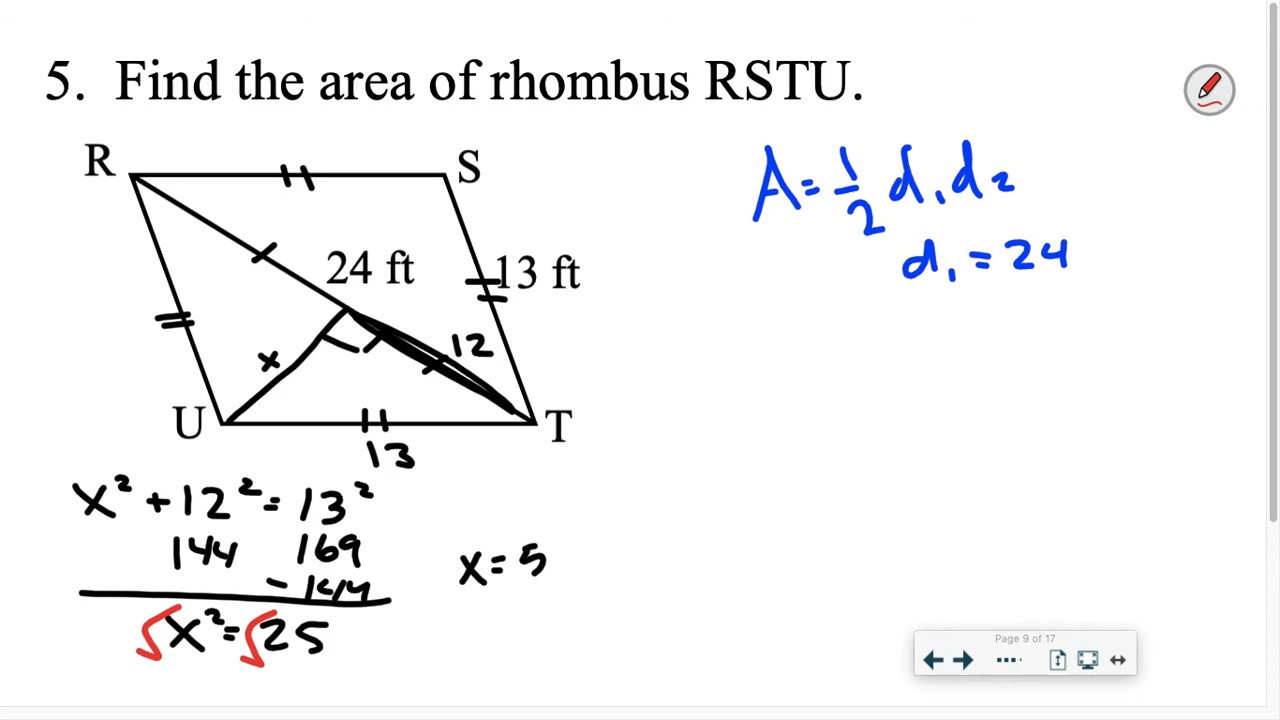 5. Find the area of rhombus RSTU.
A = 1/2 d₁ d₂
d₁ = 24
R
S
24 ft
13 ft
12
x
U
T
13
x² + 12² = 13²
144 169
- 144
x = 5
√x² = √25
Page 9 of 17